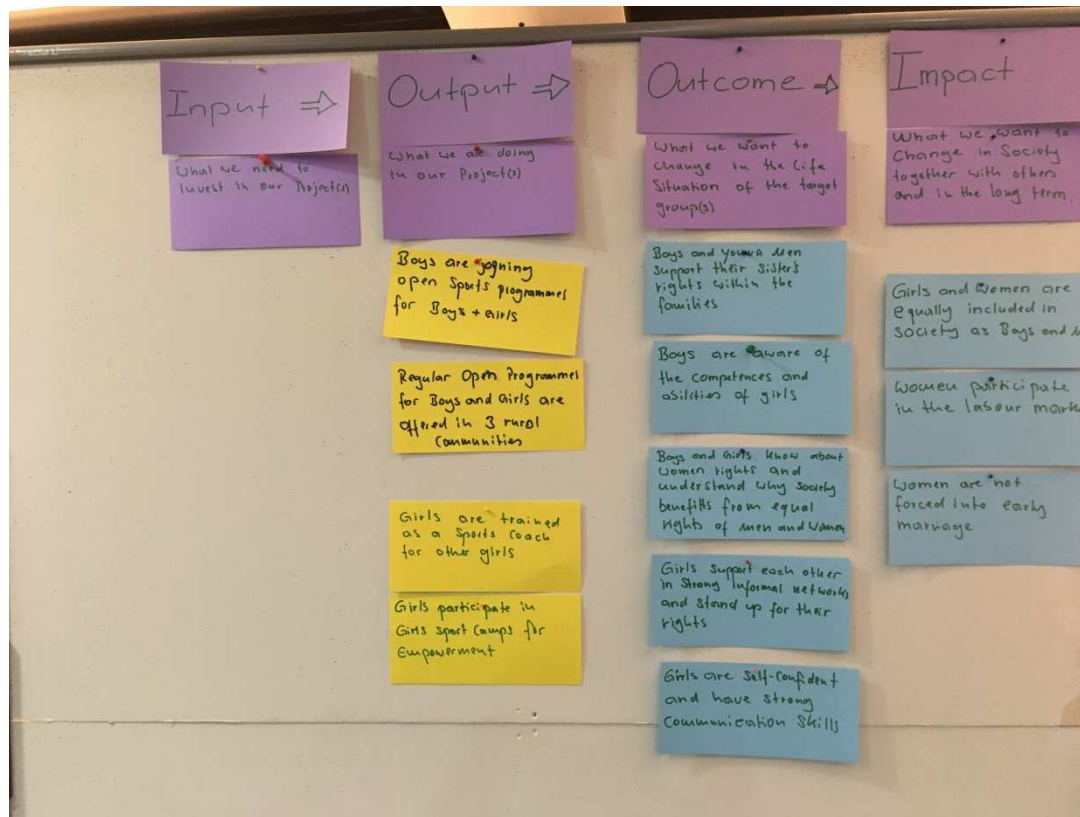 Input ⇒
What we need to
invest in our Project(s)
Output ⇒
What we are doing
in our Project(s)
Boys are joining
open Sports programmes
for Boys + Girls
Regular Open Programmes
for Boys and Girls are
offered in 3 rural
Communities
Girls are trained
as a Sports Coach
for other girls
Girls participate in
Girls Sport Camps for
Empowerment
Outcome →
What we want to
Change in the Life
Situation of the target
group(s)
Boys and Young Men
support their Sister's
rights within the
families
Boys are aware of
the competences and
abilities of girls
Boys and Girls know about
women rights and
understand why Society
benefits from equal
rights of men and women
Girls support each other
in Strong Informal networks
and stand up for their
rights
Girls are Self-Confident
and have strong
Communication Skills
Impact
What we want to
Change in Society
together with others
and in the long term.
Girls and Women are
equally included in
society as Boys and
Women participate
in the labour
Women are not
forced into early
marriage